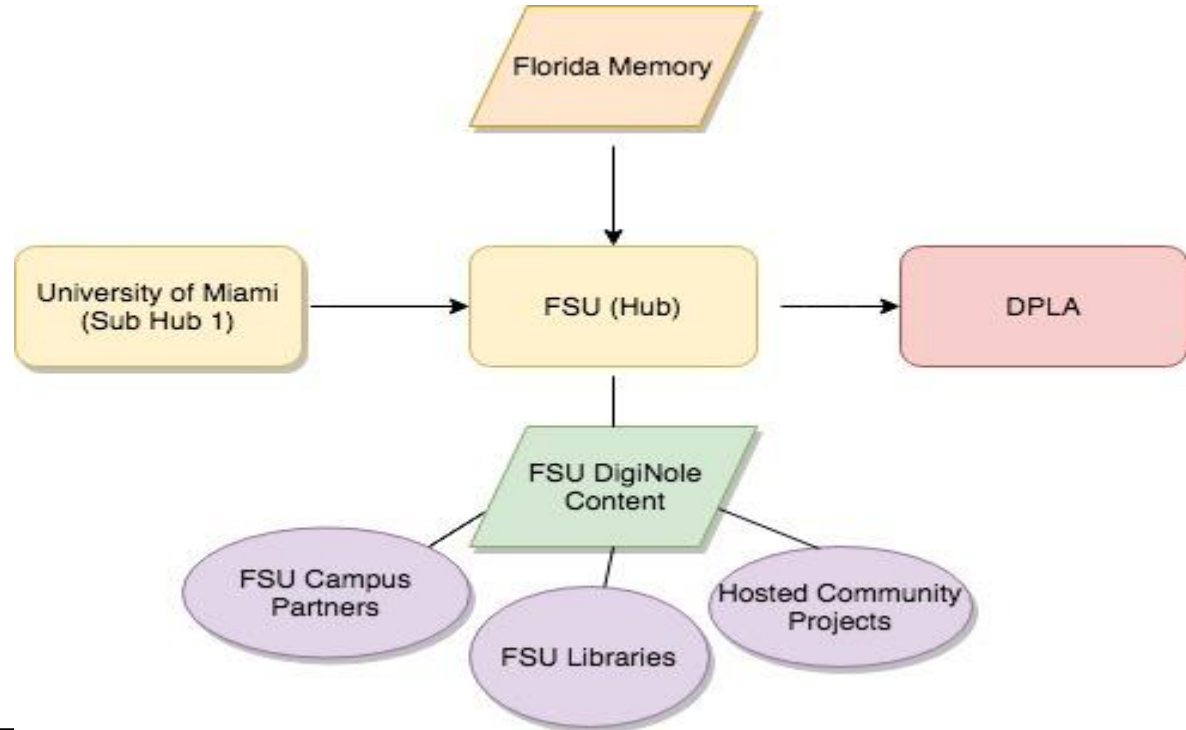 Florida Memory
University of Miami
(Sub Hub 1)
FSU (Hub)
DPLA
FSU DigiNole
Content
FSU Campus
Partners
FSU Libraries
Hosted Community
Projects